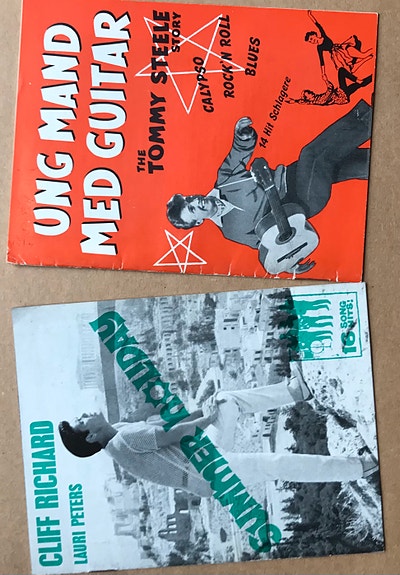 UNG MAND
MED GUITAR
THE
TOMMY STEELE
STORY
CALYPSO
ROCK'N ROLL
BLUES
14 Hit Schlagere
CLIFF RICHARD
LAURI PETERS
SUMMER HOLIDAY
16 SONG
HITS!